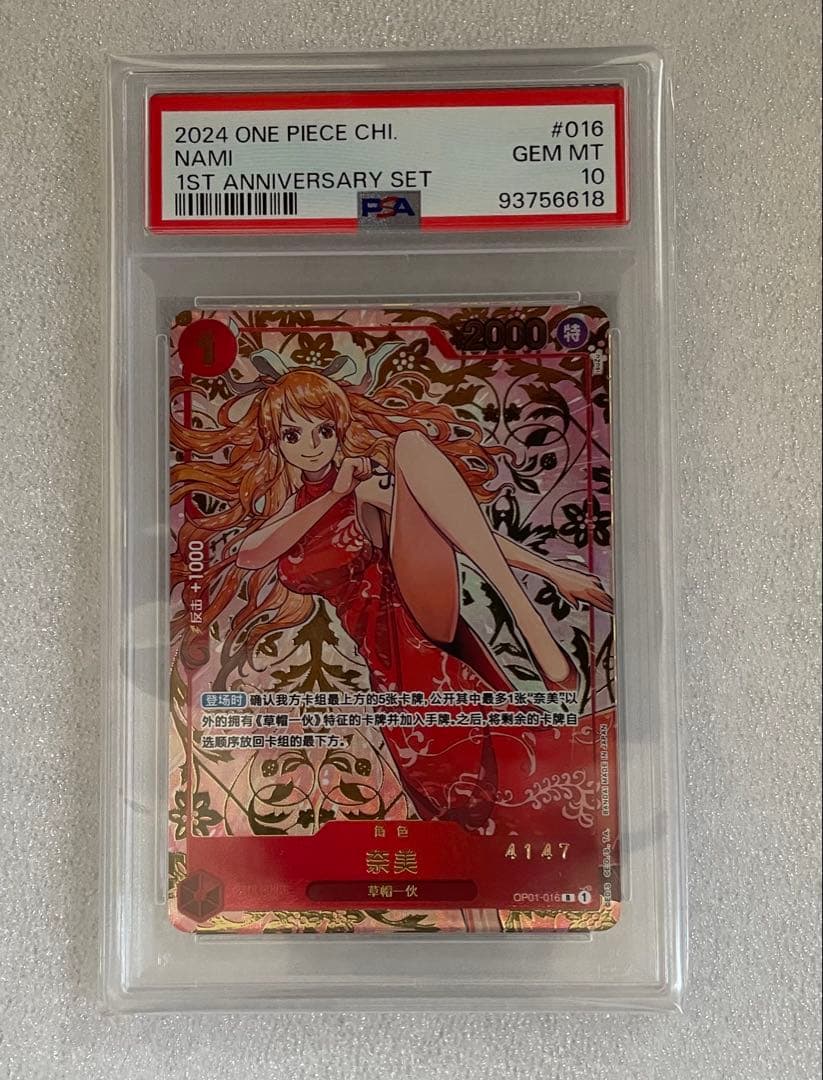 2024 ONE PIECE CHI. #016
NAMI GEM MT
1ST ANNIVERSARY SET 10
PSA 93756618
1 2000 特
反击 +1000
登场时 确认我方卡组最上方的5张卡牌,公开其中最多1张“奈美”以
外的拥有《草帽一伙》特征的卡牌并加入手牌。之后,将剩余的卡牌自
选顺序放回卡组的最下方。
BANDAI MADE IN JAPAN
角色
奈美
4147
草帽一伙
OP01-016 R 1